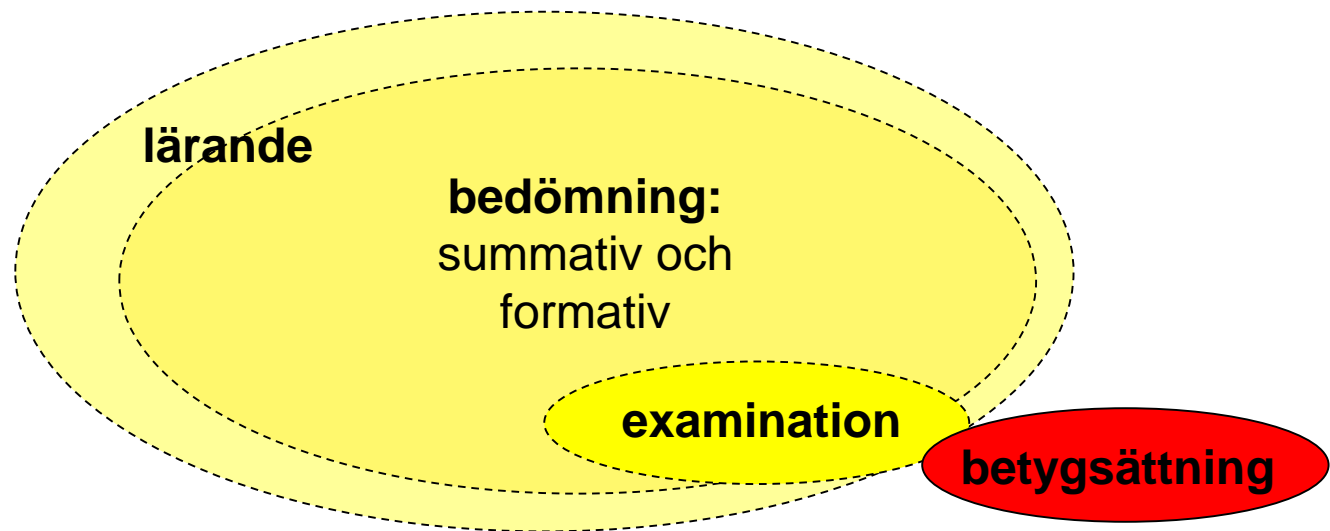 lärande
bedömning:
summativ och
formativ
examination
betygsättning